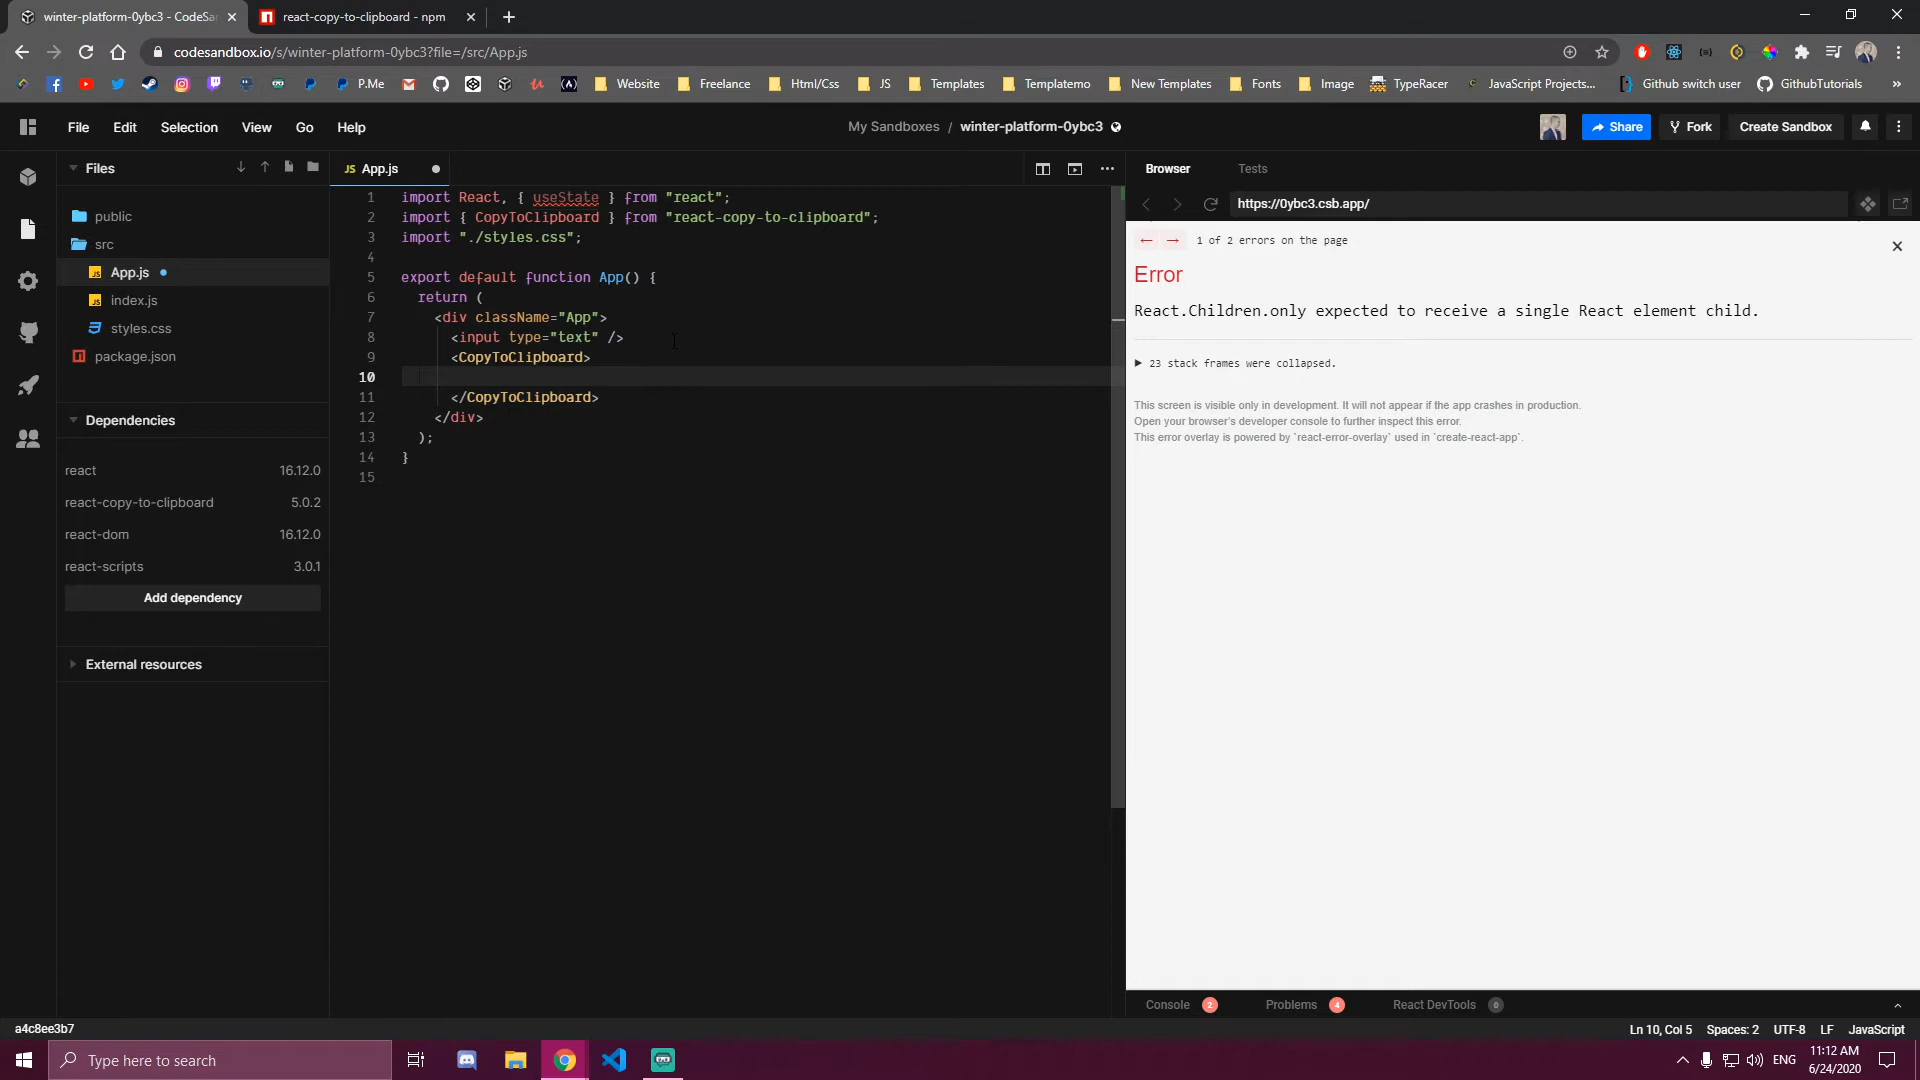 winter-platform-0ybc3 - CodeSan
react-copy-to-clipboard - npm
codesandbox.io/s/winter-platform-0ybc3?file=/src/App.js
P.Me
Website
Freelance
Html/Css
JS
Templates
Templatemo
New Templates
Fonts
Image
TypeRacer
JavaScript Projects...
Github switch user
GithubTutorials
»
File Edit Selection View Go Help
My Sandboxes / winter-platform-0ybc3
Share
Fork
Create Sandbox
Files
public
src
App.js
index.js
styles.css
package.json
Dependencies
react 16.12.0
react-copy-to-clipboard 5.0.2
react-dom 16.12.0
react-scripts 3.0.1
Add dependency
External resources
JS App.js
1 import React, { useState } from "react";
2 import { CopyToClipboard } from "react-copy-to-clipboard";
3 import "./styles.css";
4
5 export default function App() {
6 return (
7 <div className="App">
8 <input type="text" />
9 <CopyToClipboard>
10
11 </CopyToClipboard>
12 </div>
13 );
14 }
15
Browser Tests
https://0ybc3.csb.app/
← → 1 of 2 errors on the page
Error
React.Children.only expected to receive a single React element child.
▶ 23 stack frames were collapsed.
This screen is visible only in development. It will not appear if the app crashes in production.
Open your browser's developer console to further inspect this error.
This error overlay is powered by `react-error-overlay` used in `create-react-app`.
Console 2 Problems 4 React DevTools 0
a4c8ee3b7
Ln 10, Col 5 Spaces: 2 UTF-8 LF JavaScript
Type here to search
ENG
11:12 AM
6/24/2020